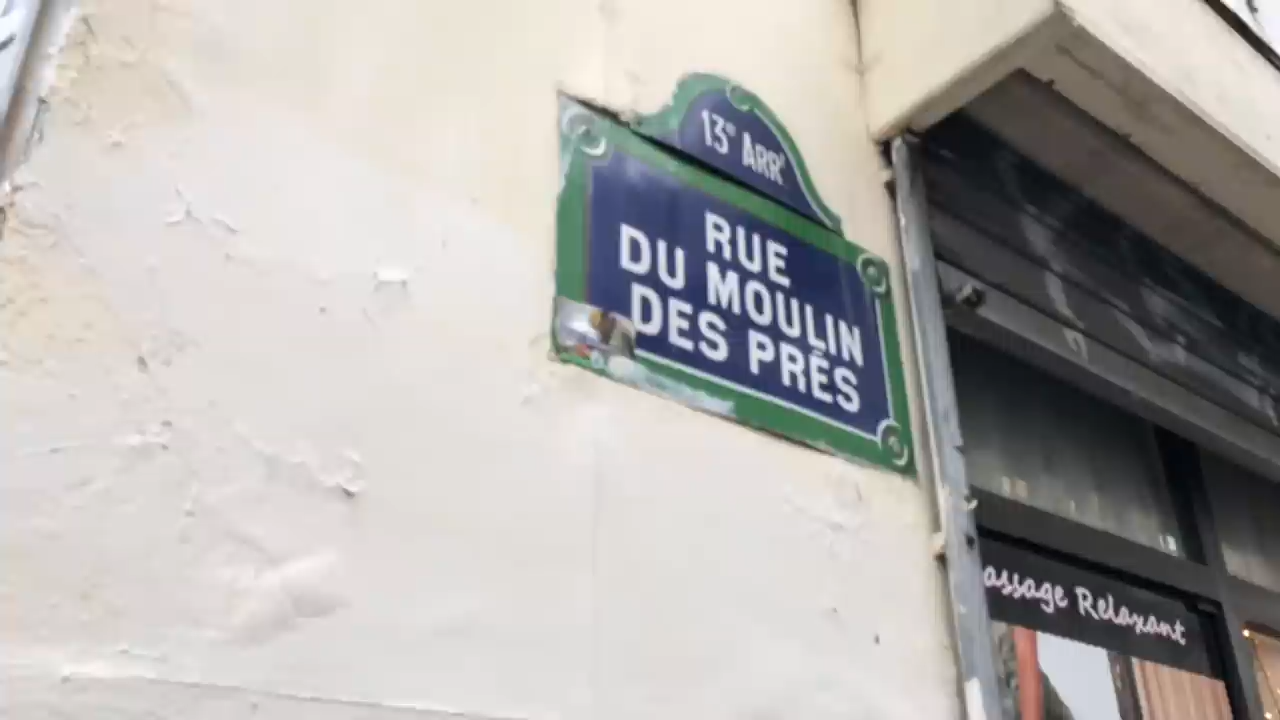 13e ARRt
RUE
DU MOULIN
DES PRÉS
assage Relaxant